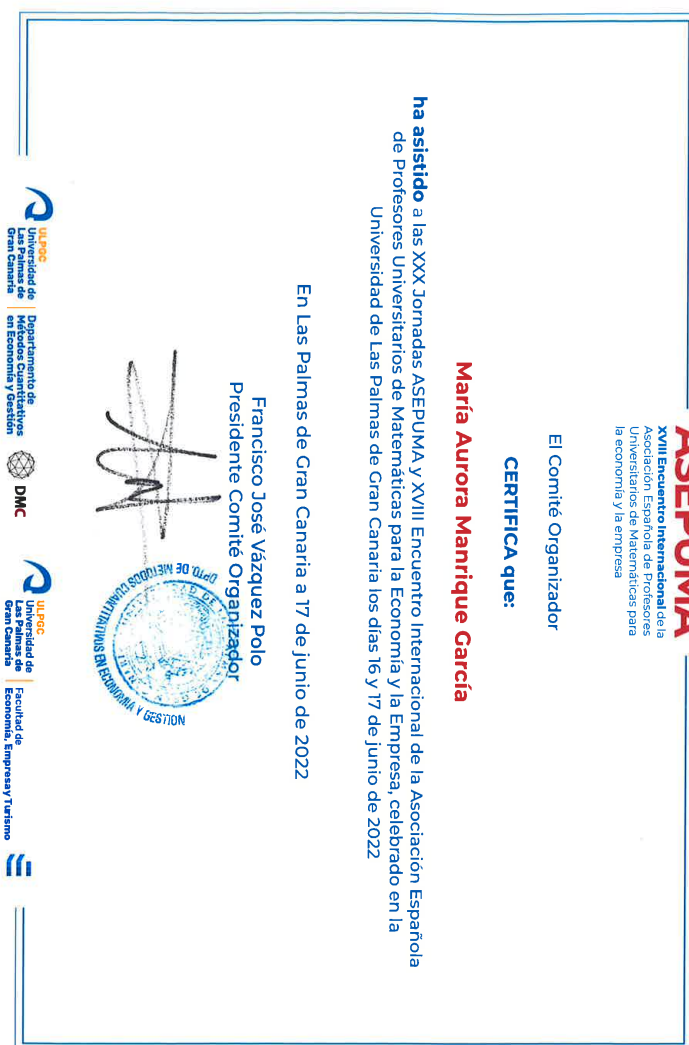 ASEPUMA
XVIII Encuentro Internacional de la
Asociación Española de Profesores
Universitarios de Matemáticas para
la economía y la empresa
El Comité Organizador
CERTIFICA que:
María Aurora Manrique García
ha asistido a las XXX Jornadas ASEPUMA y XVIII Encuentro Internacional de la Asociación Española
de Profesores Universitarios de Matemáticas para la Economía y la Empresa, celebrado en la
Universidad de Las Palmas de Gran Canaria los días 16 y 17 de junio de 2022
En Las Palmas de Gran Canaria a 17 de junio de 2022
Francisco José Vázquez Polo
Presidente Comité Organizador
DPTO. DE METODOS CUANTITATIVOS EN ECONOMIA Y GESTION
ULPGC
Universidad de
Las Palmas de
Gran Canaria
Departamento de
Métodos Cuantitativos
en Economía y Gestión
DMC
ULPGC
Universidad de
Las Palmas de
Gran Canaria
Facultad de
Economía, Empresa y Turismo